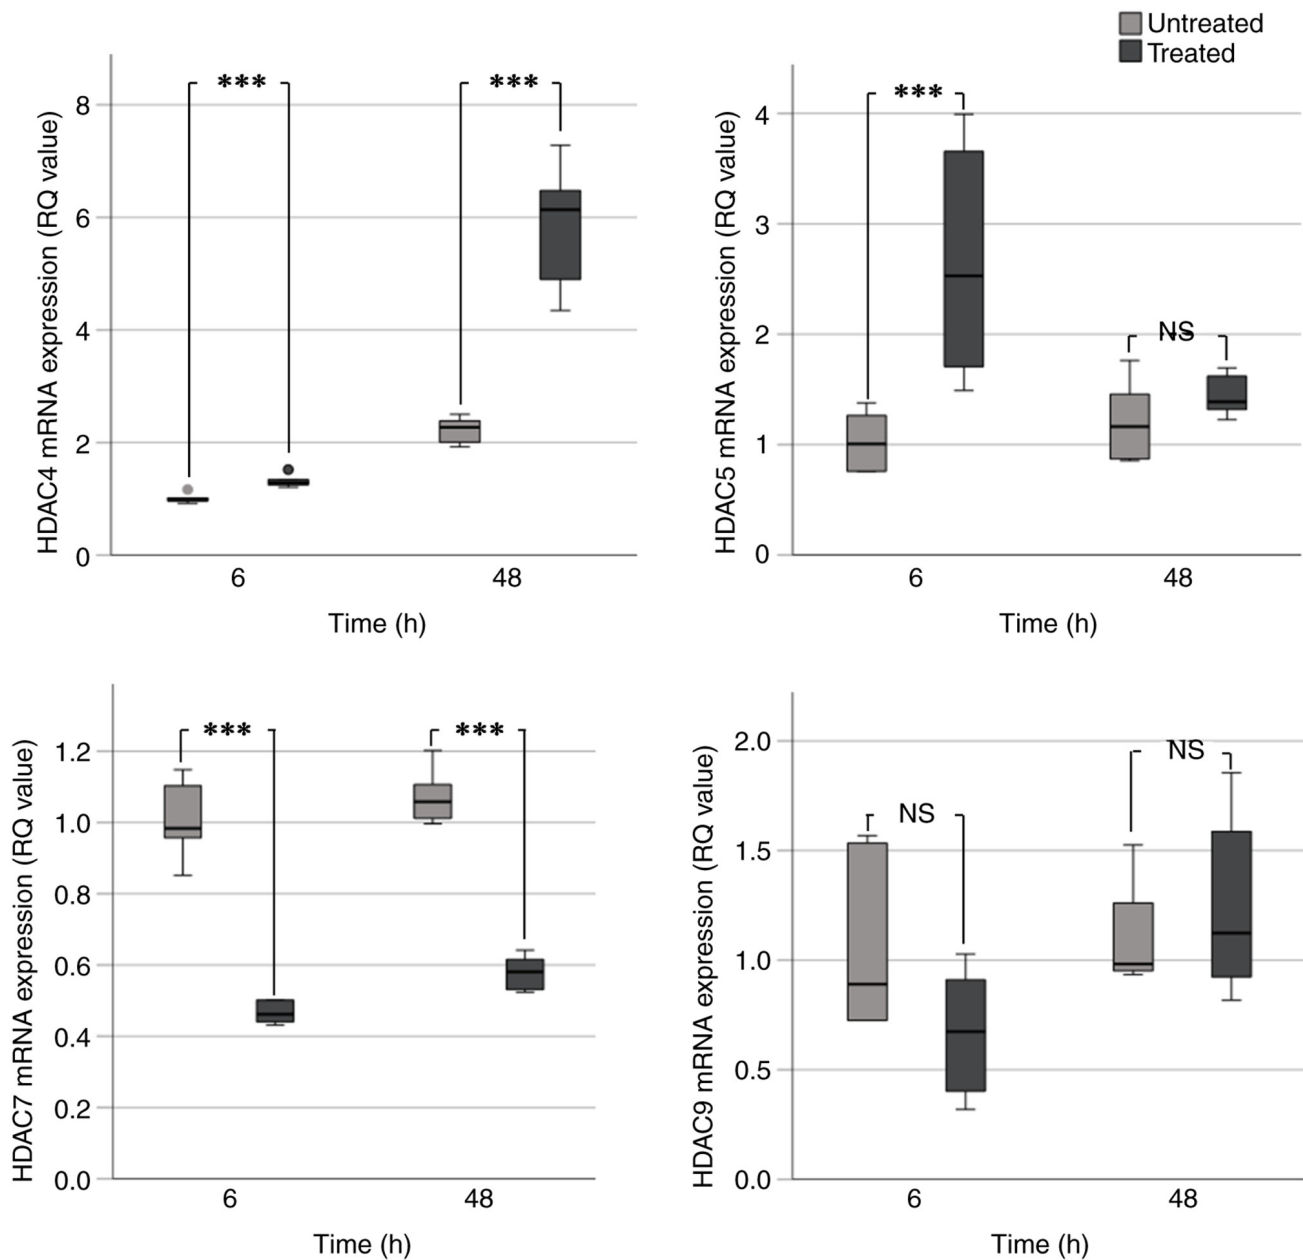 Untreated
Treated
HDAC4 mRNA expression (RQ value)
8
6
4
2
0
***
***
6
48
Time (h)
HDAC5 mRNA expression (RQ value)
4
3
2
1
0
***
NS
6
48
Time (h)
HDAC7 mRNA expression (RQ value)
1.2
1.0
0.8
0.6
0.4
0.2
0.0
***
***
6
48
Time (h)
HDAC9 mRNA expression (RQ value)
2.0
1.5
1.0
0.5
0.0
NS
NS
6
48
Time (h)